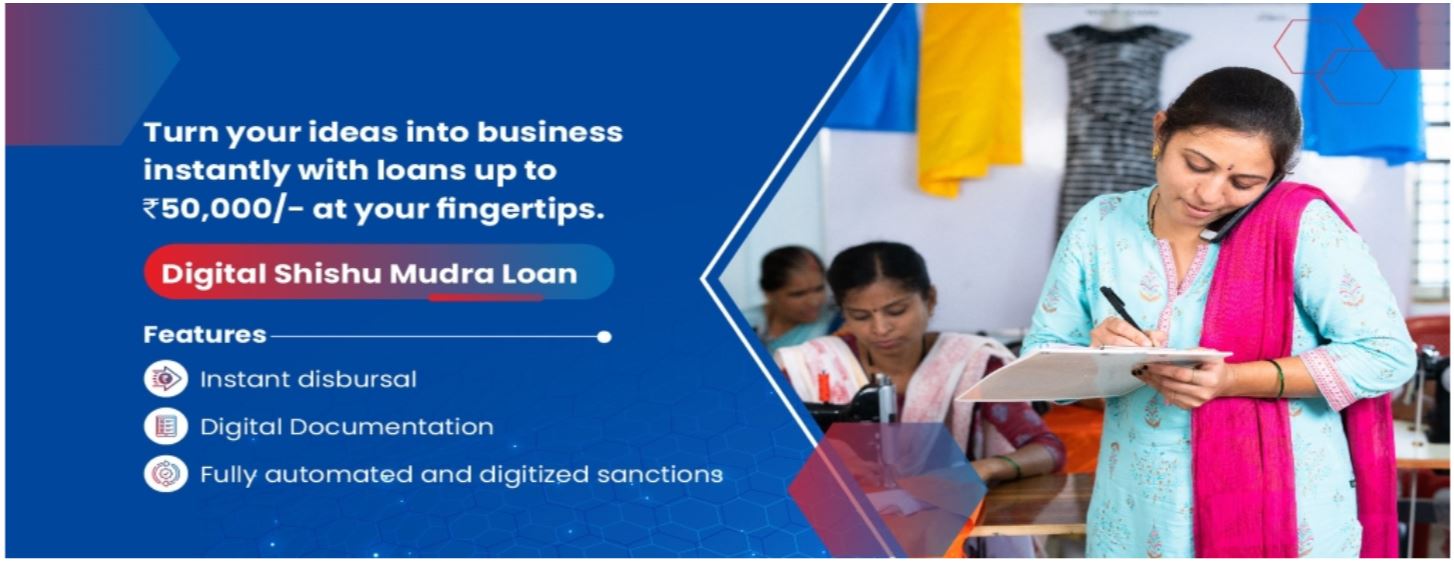 Turn your ideas into business
instantly with loans up to
₹50,000/- at your fingertips.
Digital Shishu Mudra Loan
Features
Instant disbursal
Digital Documentation
Fully automated and digitized sanctions